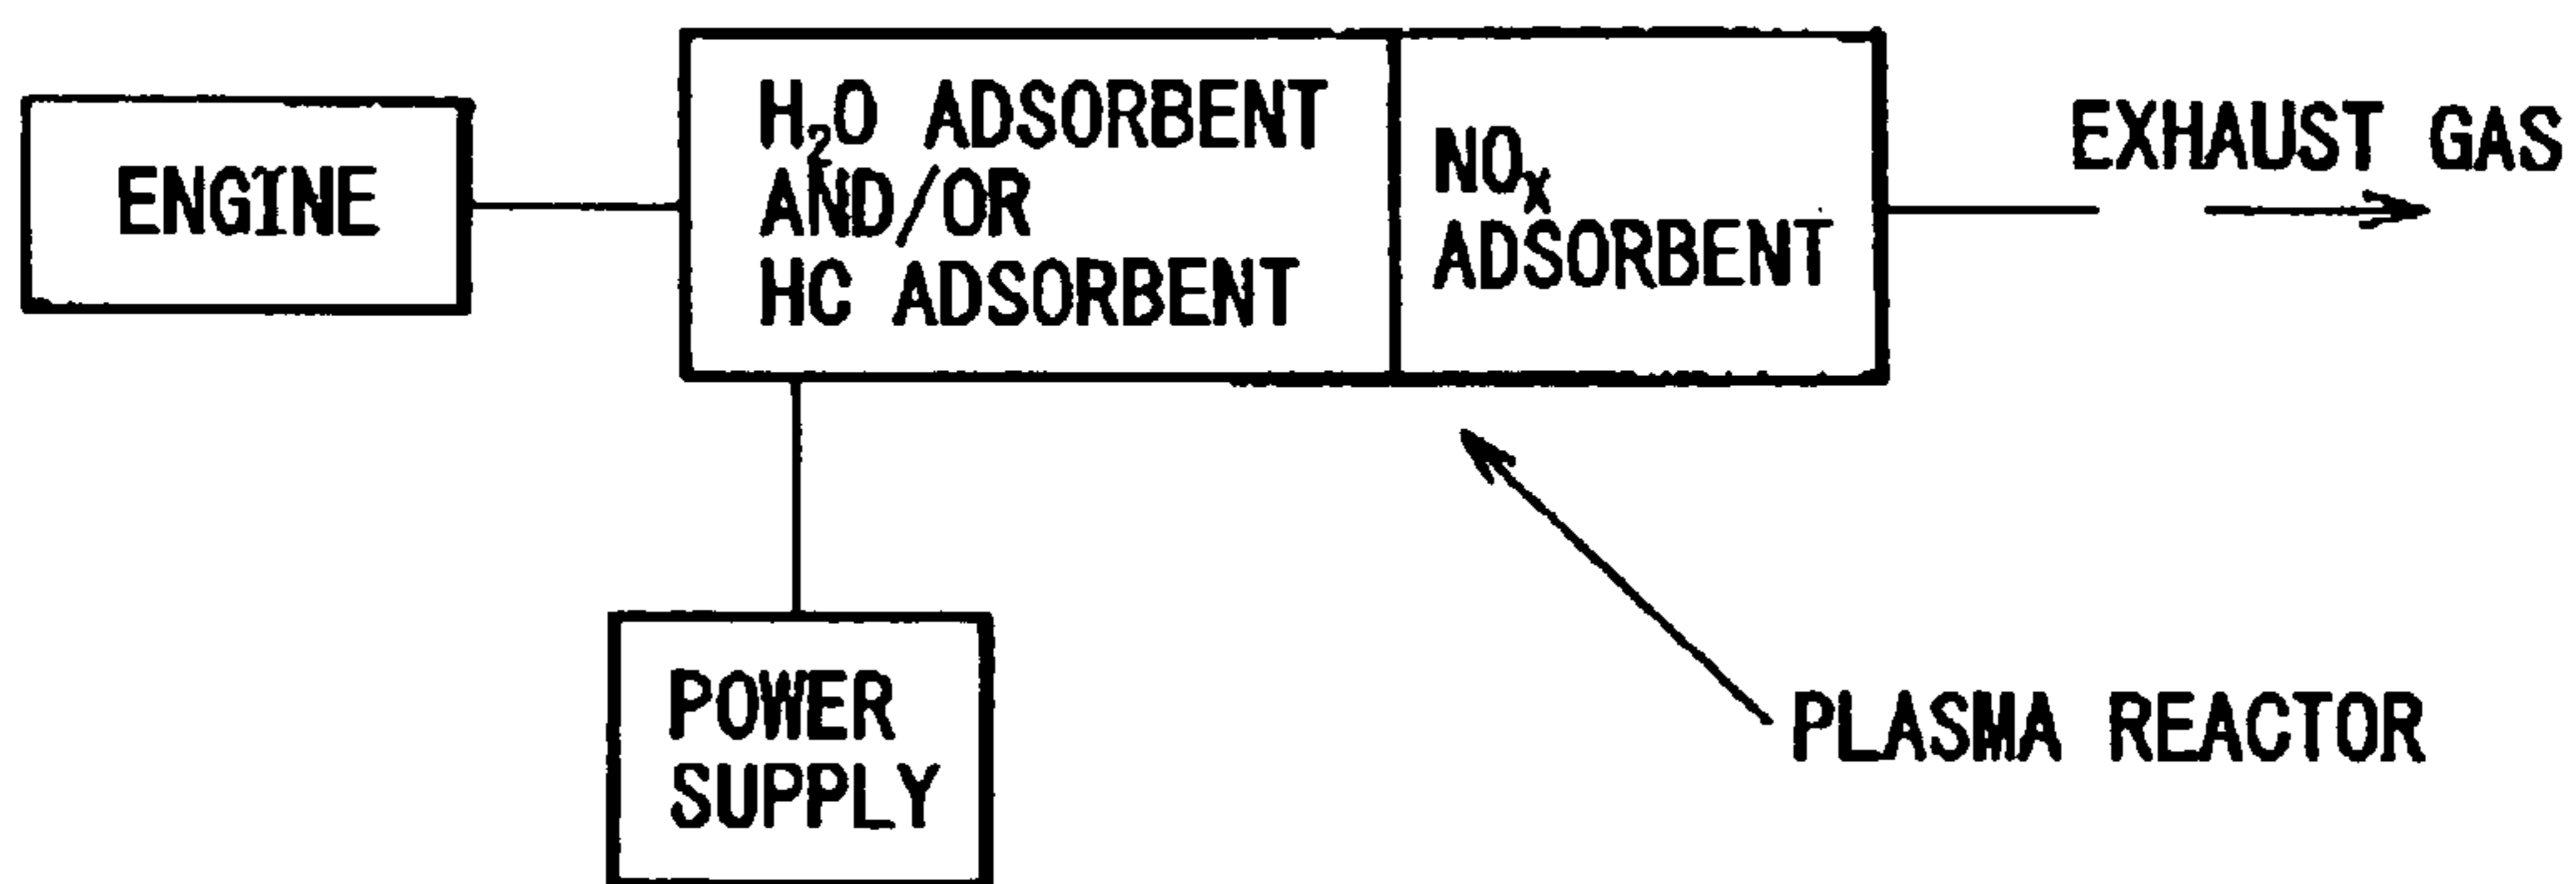 ENGINE
H₂O ADSORBENT
AND/OR
HC ADSORBENT
NOₓ
ADSORBENT
EXHAUST GAS
POWER
SUPPLY
PLASMA REACTOR